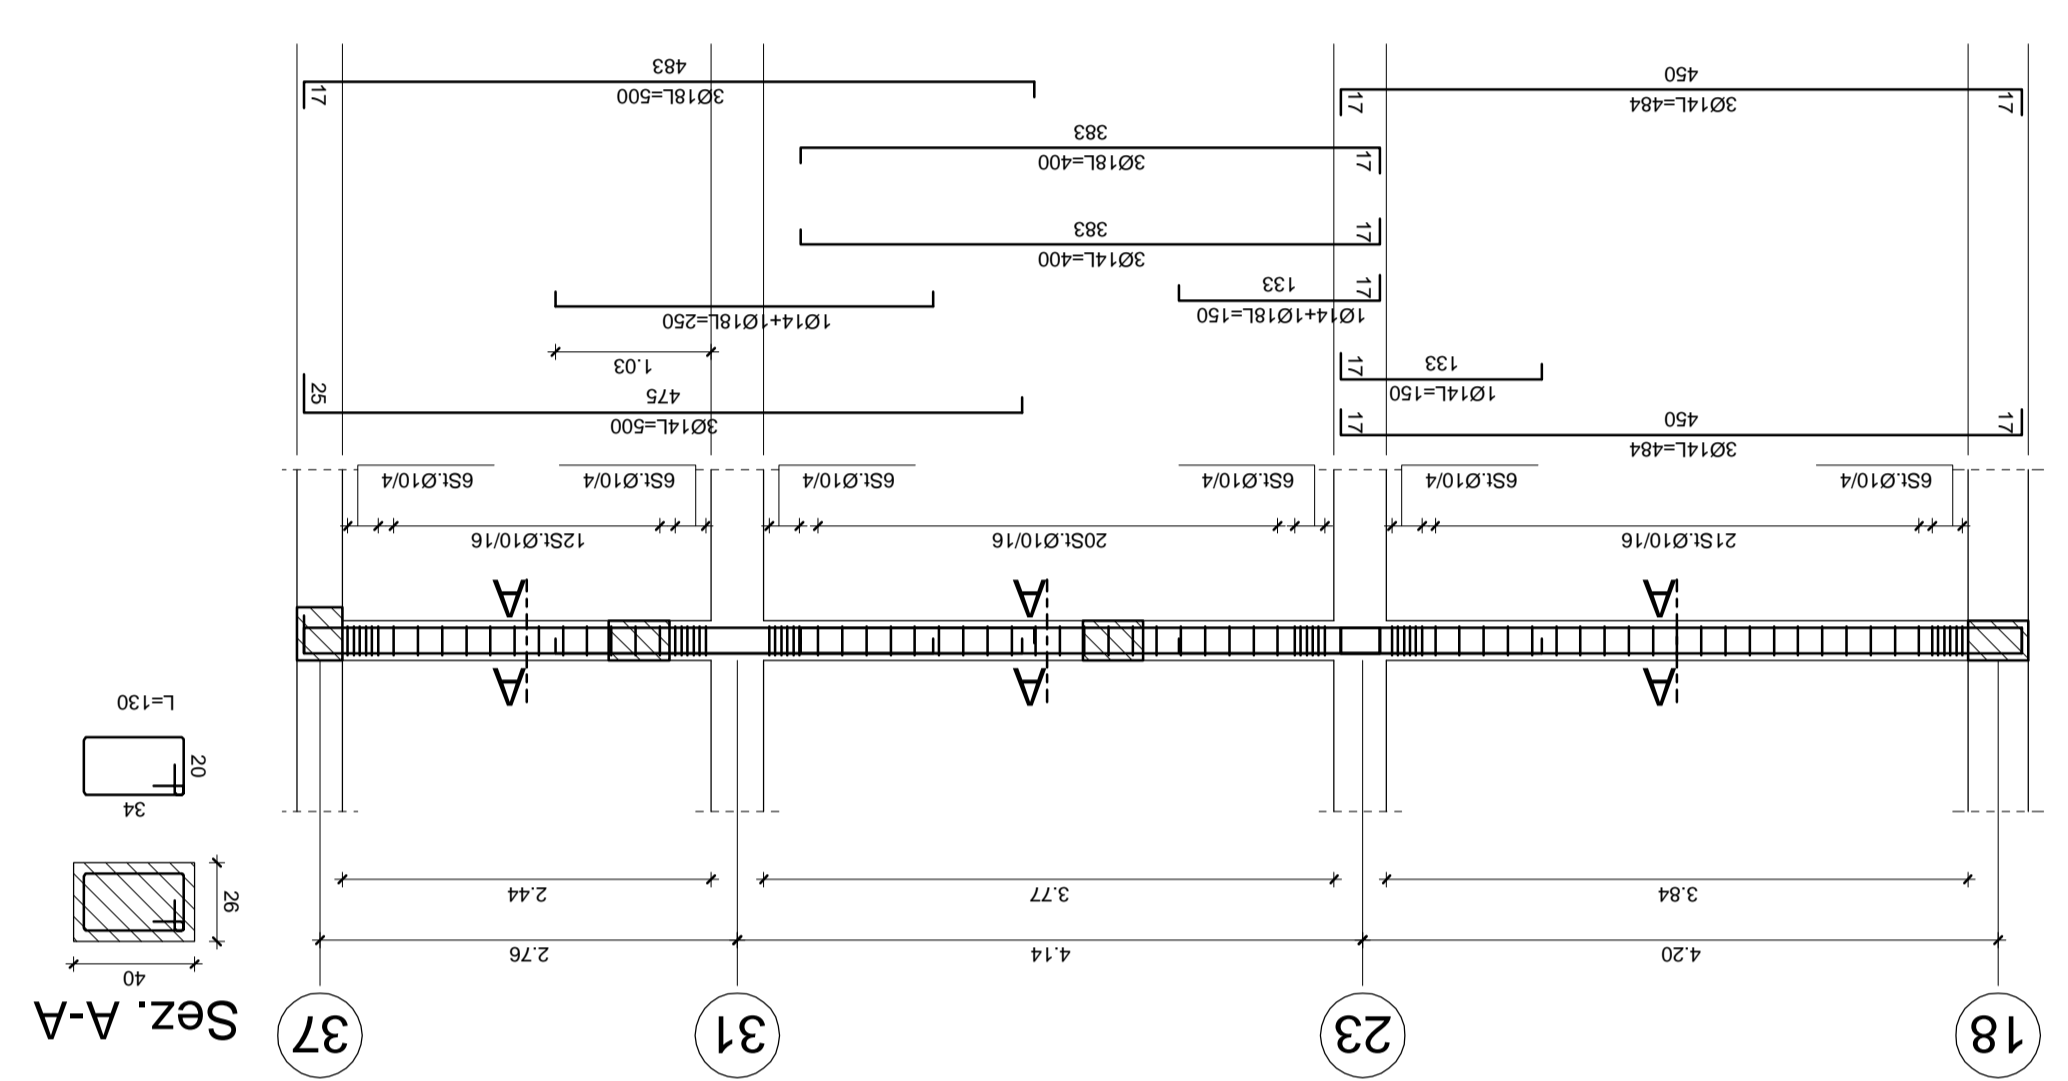 18
23
31
37
Sez. A-A
40
4.20
4.14
2.76
26
3.84
3.77
2.44
34
20
L=130
A
A
A
A
A
A
21St.Ø10/16
20St.Ø10/16
12St.Ø10/16
6St.Ø10/4
6St.Ø10/4
6St.Ø10/4
6St.Ø10/4
6St.Ø10/4
6St.Ø10/4
3Ø14L=484
17
450
17
3Ø14L=500
475
25
1Ø14L=150
133
17
1.03
1Ø14+1Ø18L=150
17
133
1Ø14+1Ø18L=250
3Ø14L=400
17
383
3Ø18L=400
17
383
3Ø14L=484
17
450
17
3Ø18L=500
483
17